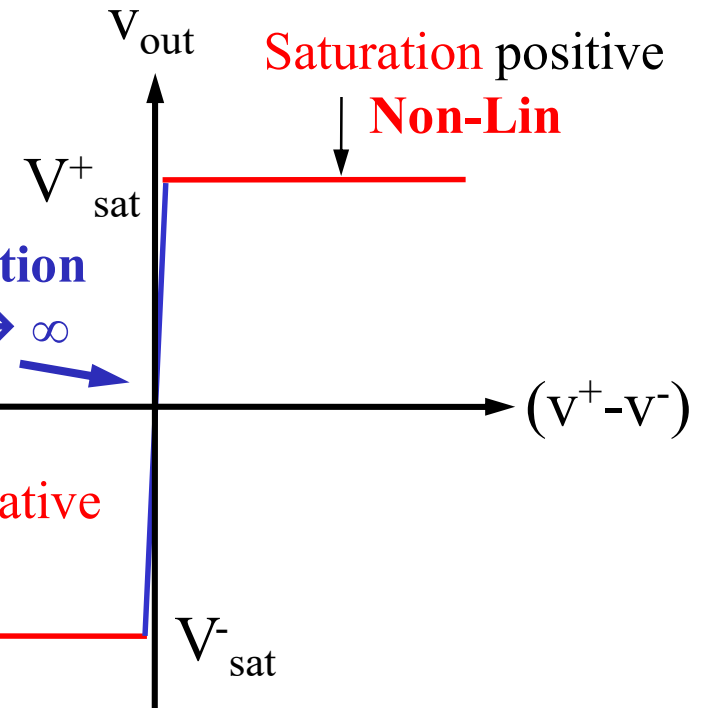 vout
Saturation positive
Non-Lin
V+sat
tion
∞
(v+-v-)
ative
V-sat